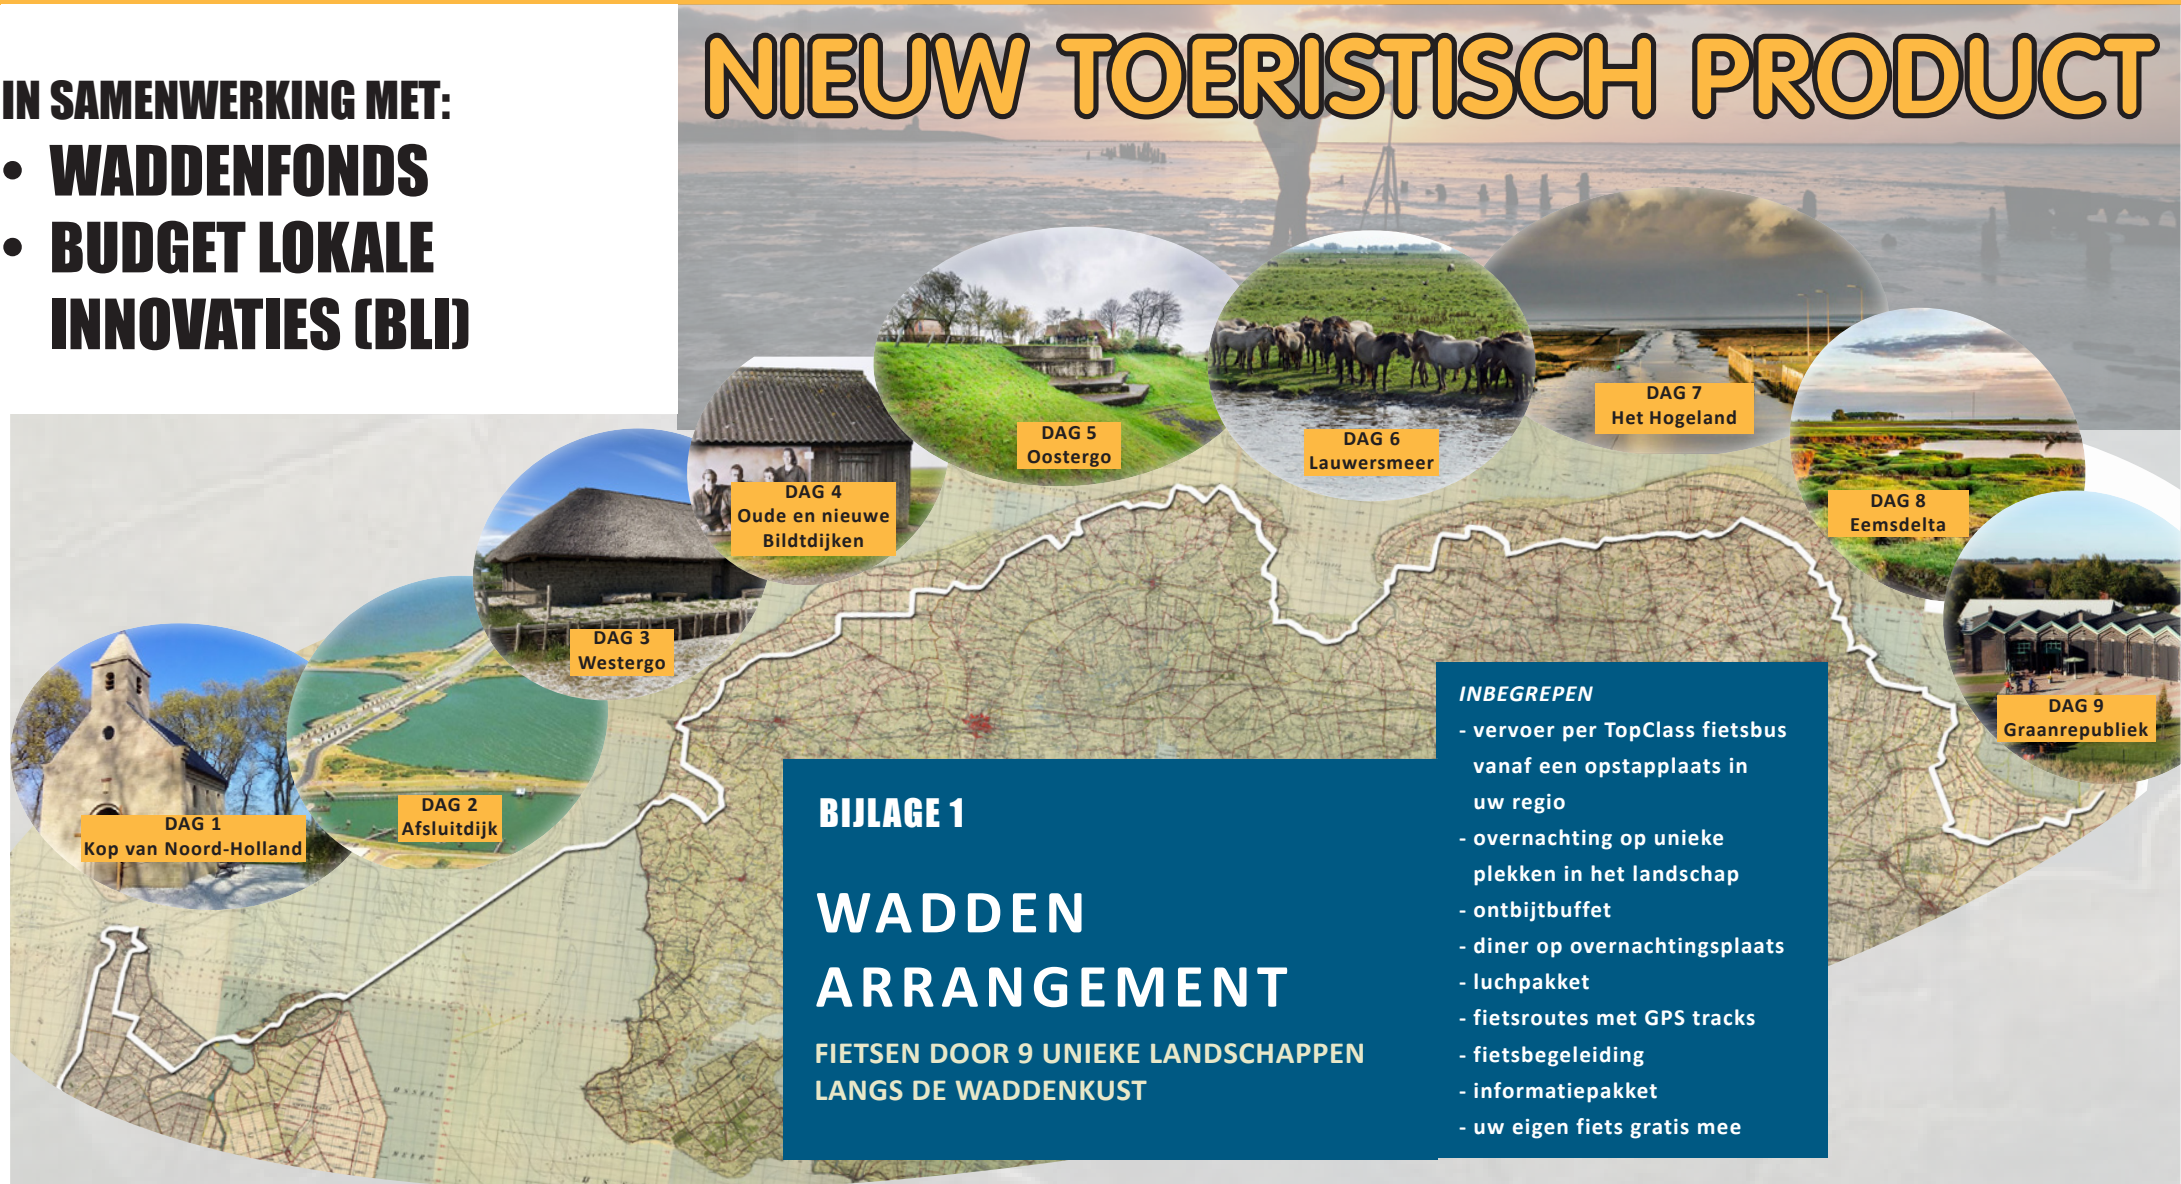 IN SAMENWERKING MET:
• WADDENFONDS
• BUDGET LOKALE
INNOVATIES (BLI)
NIEUW TOERISTISCH PRODUCT
DAG 1
Kop van Noord-Holland
DAG 2
Afsluitdijk
DAG 3
Westergo
DAG 4
Oude en nieuwe
Bildtdijken
DAG 5
Oostergo
DAG 6
Lauwersmeer
DAG 7
Het Hogeland
DAG 8
Eemsdelta
DAG 9
Graanrepubliek
BIJLAGE 1
WADDEN
ARRANGEMENT
FIETSEN DOOR 9 UNIEKE LANDSCHAPPEN
LANGS DE WADDENKUST
INBEGREPEN
- vervoer per TopClass fietsbus
vanaf een opstapplaats in
uw regio
- overnachting op unieke
plekken in het landschap
- ontbijtbuffet
- diner op overnachtingsplaats
- luchpakket
- fietsroutes met GPS tracks
- fietsbegeleiding
- informatiepakket
- uw eigen fiets gratis mee